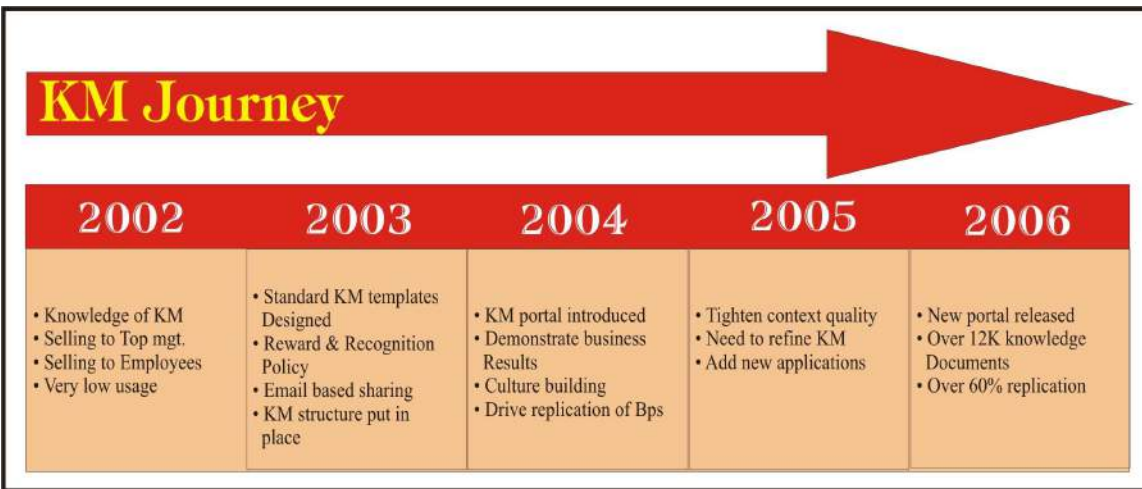 KM Journey
2002
2003
2004
2005
2006
• Knowledge of KM
• Selling to Top mgt.
• Selling to Employees
• Very low usage
• Standard KM templates
Designed
• Reward & Recognition
Policy
• Email based sharing
• KM structure put in
place
• KM portal introduced
• Demonstrate business
Results
• Culture building
• Drive replication of Bps
• Tighten context quality
• Need to refine KM
• Add new applications
• New portal released
• Over 12K knowledge
Documents
• Over 60% replication